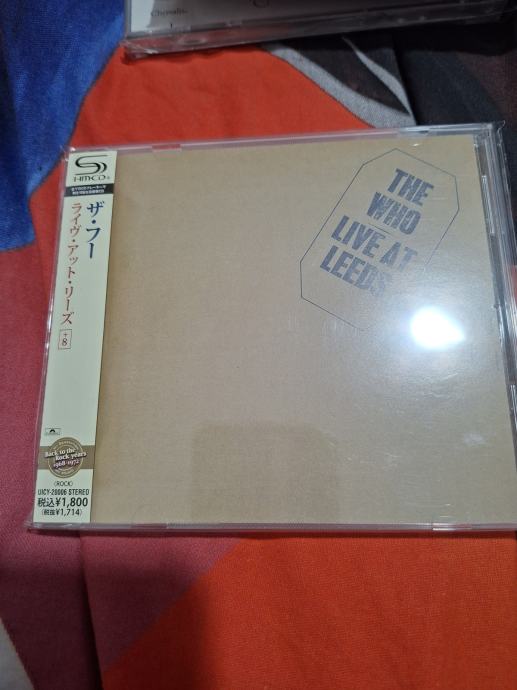 Chrysalis.
SHM-CD
ザ・フー
ライヴ・アット・リーズ +8
THE
WHO
LIVE AT
LEEDS
Back to the
Rock years
1968-1972
(ROCK)
UICY-20006 STEREO
税込¥1,800
(税抜¥1,714)